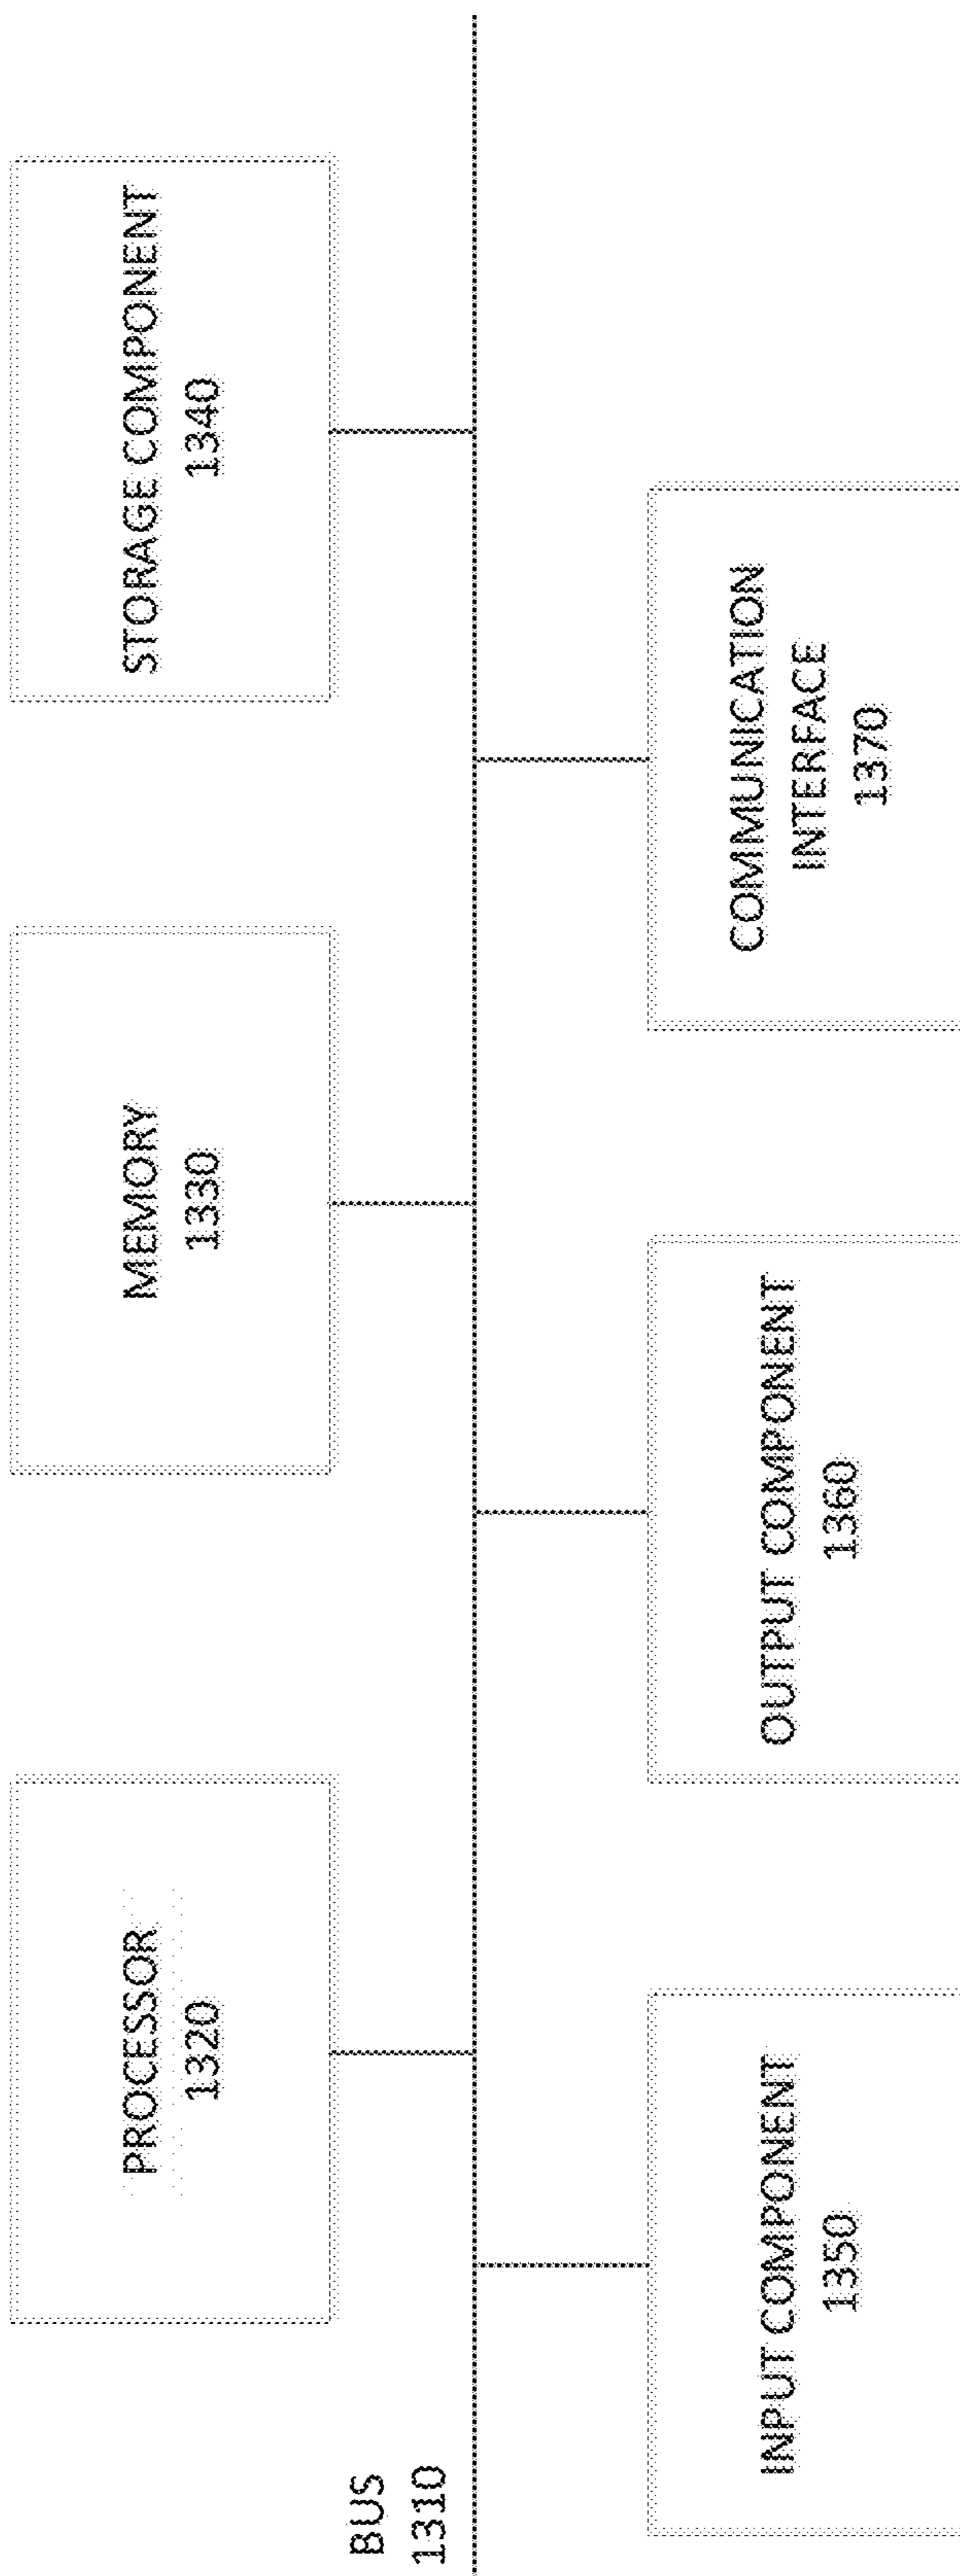 PROCESSOR
1320
MEMORY
1330
STORAGE COMPONENT
1340
BUS
1310
INPUT COMPONENT
1350
OUTPUT COMPONENT
1360
COMMUNICATION
INTERFACE
1370